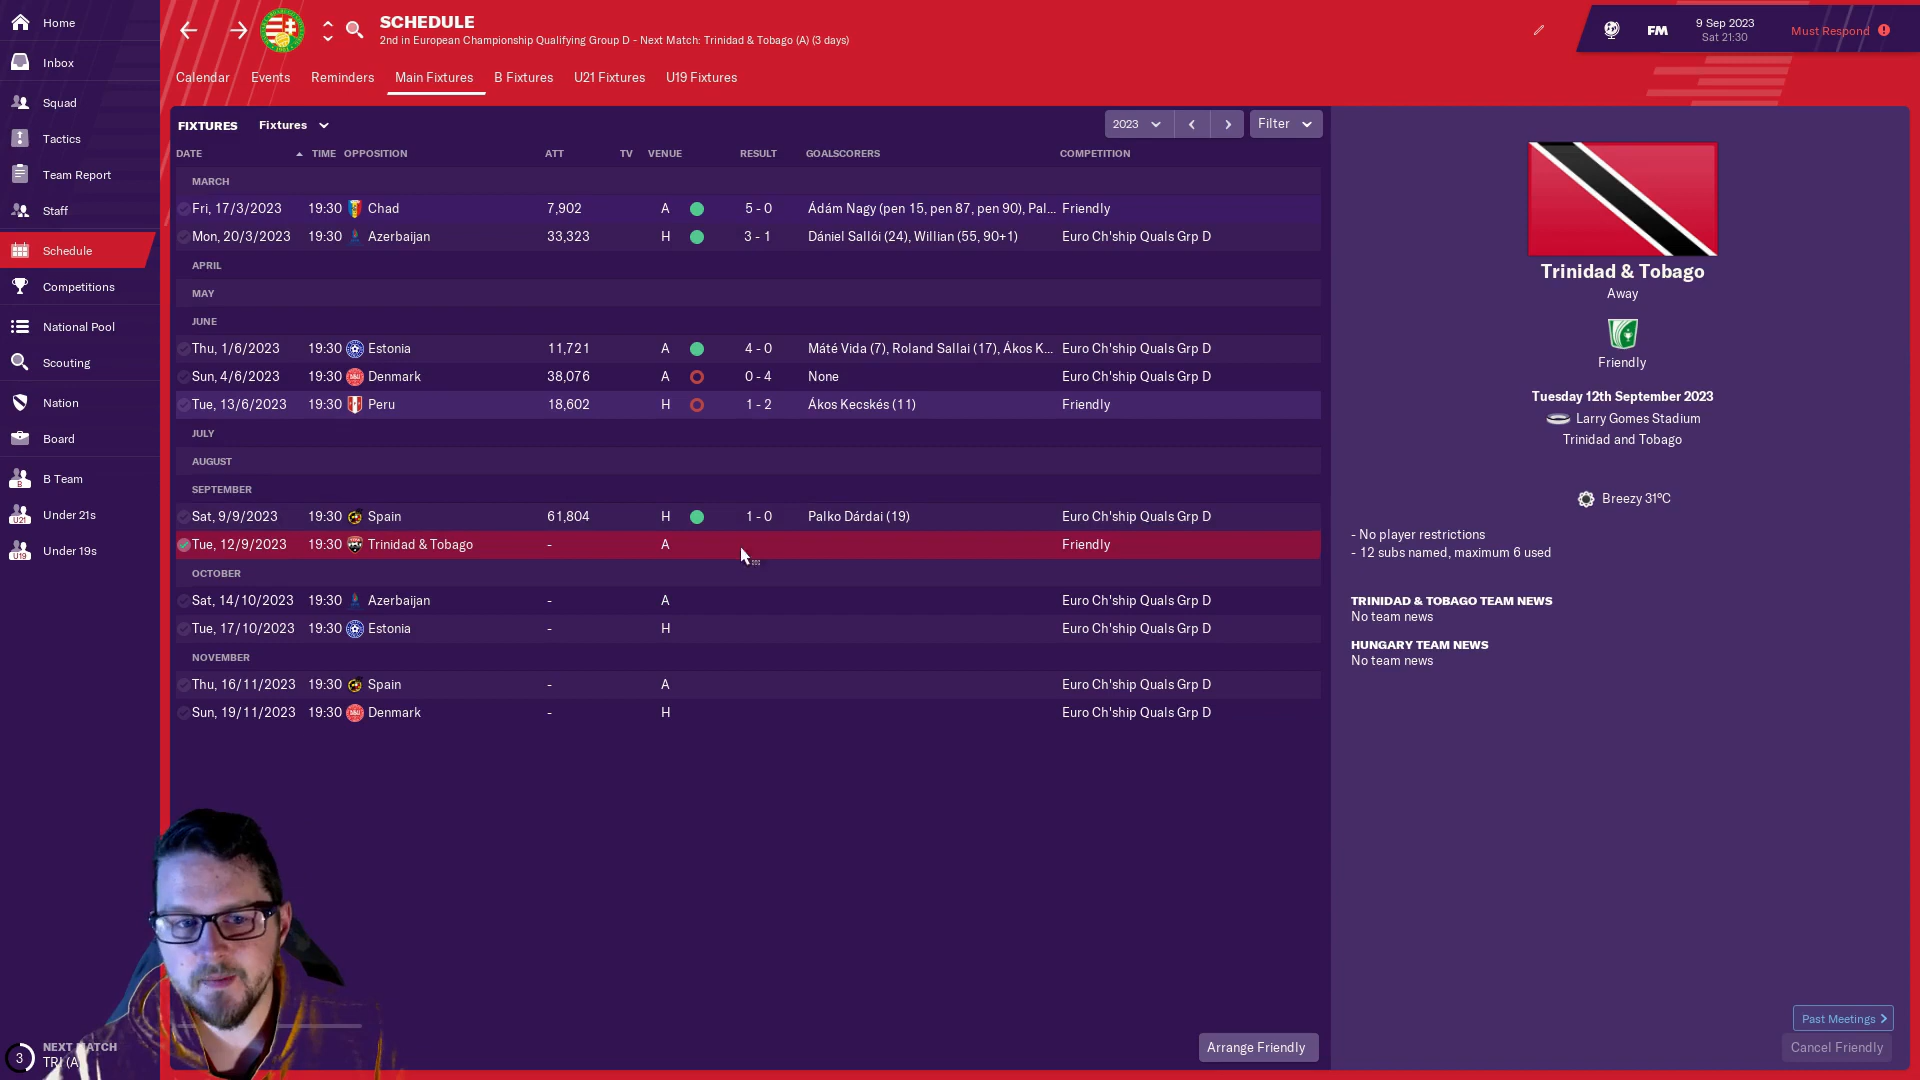 Home
Inbox
Squad
Tactics
Team Report
Staff
Schedule
Competitions
National Pool
Scouting
Nation
Board
B
B Team
U21
Under 21s
U19
Under 19s
3
NEXT MATCH
TRI (A
SCHEDULE
2nd in European Championship Qualifying Group D - Next Match: Trinidad & Tobago (A) (3 days)
FM
9 Sep 2023
Sat 21:30
Must Respond
Calendar Events Reminders Main Fixtures B Fixtures U21 Fixtures U19 Fixtures
FIXTURES Fixtures 2023 Filter
DATE TIME OPPOSITION ATT TV VENUE RESULT GOALSCORERS COMPETITION
MARCH
Fri, 17/3/2023 19:30 Chad 7,902 A 5 - 0 Ádám Nagy (pen 15, pen 87, pen 90), Pal... Friendly
Mon, 20/3/2023 19:30 Azerbaijan 33,323 H 3 - 1 Dániel Sallói (24), Willian (55, 90+1) Euro Ch'ship Quals Grp D
APRIL
MAY
JUNE
Thu, 1/6/2023 19:30 Estonia 11,721 A 4 - 0 Máté Vida (7), Roland Sallai (17), Ákos K... Euro Ch'ship Quals Grp D
Sun, 4/6/2023 19:30 Denmark 38,076 A 0 - 4 None Euro Ch'ship Quals Grp D
Tue, 13/6/2023 19:30 Peru 18,602 H 1 - 2 Ákos Kecskés (11) Friendly
JULY
AUGUST
SEPTEMBER
Sat, 9/9/2023 19:30 Spain 61,804 H 1 - 0 Palko Dárdai (19) Euro Ch'ship Quals Grp D
Tue, 12/9/2023 19:30 Trinidad & Tobago - A Friendly
OCTOBER
Sat, 14/10/2023 19:30 Azerbaijan - A Euro Ch'ship Quals Grp D
Tue, 17/10/2023 19:30 Estonia - H Euro Ch'ship Quals Grp D
NOVEMBER
Thu, 16/11/2023 19:30 Spain - A Euro Ch'ship Quals Grp D
Sun, 19/11/2023 19:30 Denmark - H Euro Ch'ship Quals Grp D
Arrange Friendly
Trinidad & Tobago
Away
Friendly
Tuesday 12th September 2023
Larry Gomes Stadium
Trinidad and Tobago
Breezy 31°C
- No player restrictions
- 12 subs named, maximum 6 used
TRINIDAD & TOBAGO TEAM NEWS
No team news
HUNGARY TEAM NEWS
No team news
Past Meetings
Cancel Friendly